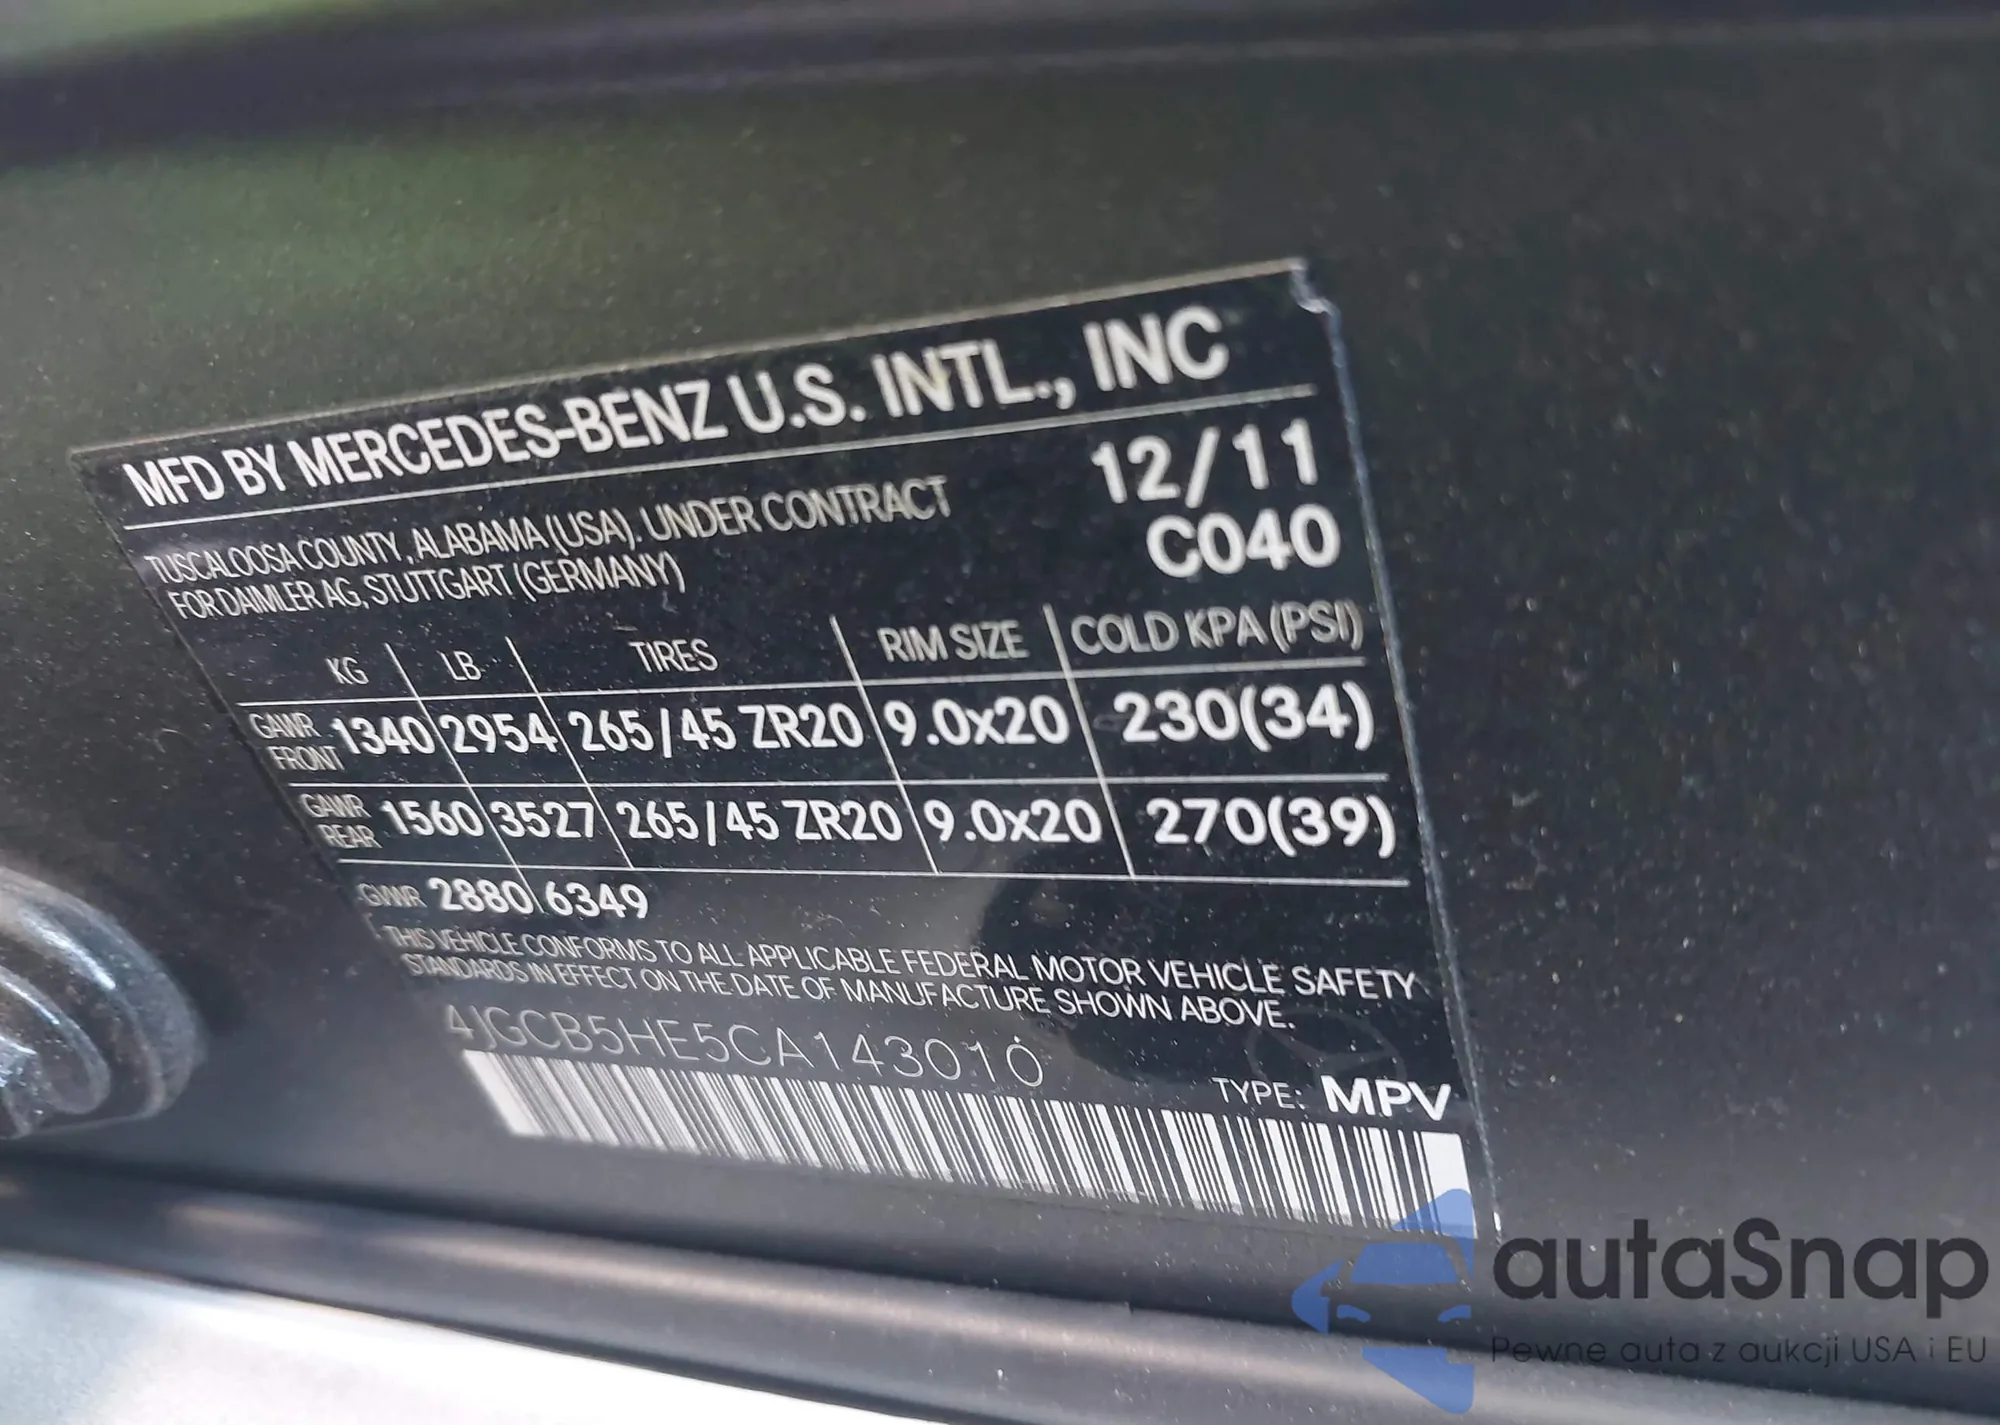 MFD BY MERCEDES-BENZ U.S. INTL., INC
TUSCALOOSA COUNTY, ALABAMA (USA). UNDER CONTRACT
FOR DAIMLER AG, STUTTGART (GERMANY)
12/11
C040
KG LB TIRES RIM SIZE COLD KPA (PSI)
GAWR FRONT 1340 2954 265/45 ZR20 9.0x20 230(34)
GAWR REAR 1560 3527 265/45 ZR20 9.0x20 270(39)
GWWR 2880 6349
THIS VEHICLE CONFORMS TO ALL APPLICABLE FEDERAL MOTOR VEHICLE SAFETY
STANDARDS IN EFFECT ON THE DATE OF MANUFACTURE SHOWN ABOVE.
4JGCB5HE5CA143010
TYPE: MPV
autaSnap
Pewne auta z aukcji USA i EU